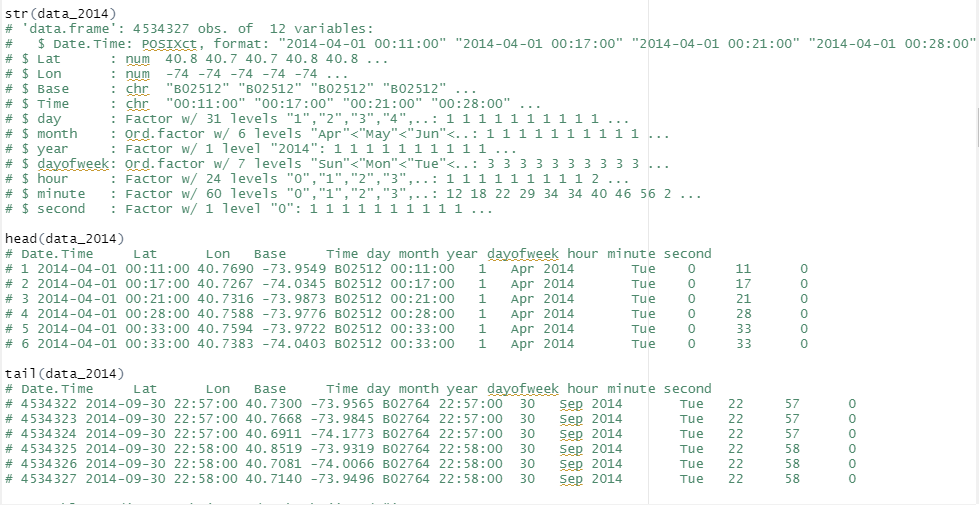 str(data_2014)
# 'data.frame': 4534327 obs. of  12 variables:
#   $ Date.Time: POSIXct, format: "2014-04-01 00:11:00" "2014-04-01 00:17:00" "2014-04-01 00:21:00" "2014-04-01 00:28:00"
# $ Lat      : num  40.8 40.7 40.7 40.8 40.8 ...
# $ Lon      : num  -74 -74 -74 -74 -74 ...
# $ Base     : chr  "B02512" "B02512" "B02512" "B02512" ...
# $ Time     : chr  "00:11:00" "00:17:00" "00:21:00" "00:28:00" ...
# $ day      : Factor w/ 31 levels "1","2","3","4",..: 1 1 1 1 1 1 1 1 1 1 ...
# $ month    : Ord.factor w/ 6 levels "Apr"<"May"<"Jun"<..: 1 1 1 1 1 1 1 1 1 1 ...
# $ year     : Factor w/ 1 level "2014": 1 1 1 1 1 1 1 1 1 1 ...
# $ dayofweek: Ord.factor w/ 7 levels "Sun"<"Mon"<"Tue"<..: 3 3 3 3 3 3 3 3 3 3 ...
# $ hour     : Factor w/ 24 levels "0","1","2","3",..: 1 1 1 1 1 1 1 1 1 2 ...
# $ minute   : Factor w/ 60 levels "0","1","2","3",..: 12 18 22 29 34 34 40 46 56 2 ...
# $ second   : Factor w/ 1 level "0": 1 1 1 1 1 1 1 1 1 1 ...
head(data_2014)
# Date.Time     Lat      Lon   Base     Time day month year dayofweek hour minute second
# 1 2014-04-01 00:11:00 40.7690 -73.9549 B02512 00:11:00   1   Apr 2014       Tue    0     11      0
# 2 2014-04-01 00:17:00 40.7267 -74.0345 B02512 00:17:00   1   Apr 2014       Tue    0     17      0
# 3 2014-04-01 00:21:00 40.7316 -73.9873 B02512 00:21:00   1   Apr 2014       Tue    0     21      0
# 4 2014-04-01 00:28:00 40.7588 -73.9776 B02512 00:28:00   1   Apr 2014       Tue    0     28      0
# 5 2014-04-01 00:33:00 40.7594 -73.9722 B02512 00:33:00   1   Apr 2014       Tue    0     33      0
# 6 2014-04-01 00:33:00 40.7383 -74.0403 B02512 00:33:00   1   Apr 2014       Tue    0     33      0
tail(data_2014)
# Date.Time     Lat      Lon   Base     Time day month year dayofweek hour minute second
# 4534322 2014-09-30 22:57:00 40.7300 -73.9565 B02764 22:57:00  30   Sep 2014       Tue   22     57      0
# 4534323 2014-09-30 22:57:00 40.7668 -73.9845 B02764 22:57:00  30   Sep 2014       Tue   22     57      0
# 4534324 2014-09-30 22:57:00 40.6911 -74.1773 B02764 22:57:00  30   Sep 2014       Tue   22     57      0
# 4534325 2014-09-30 22:58:00 40.8519 -73.9319 B02764 22:58:00  30   Sep 2014       Tue   22     58      0
# 4534326 2014-09-30 22:58:00 40.7081 -74.0066 B02764 22:58:00  30   Sep 2014       Tue   22     58      0
# 4534327 2014-09-30 22:58:00 40.7140 -73.9496 B02764 22:58:00  30   Sep 2014       Tue   22     58      0